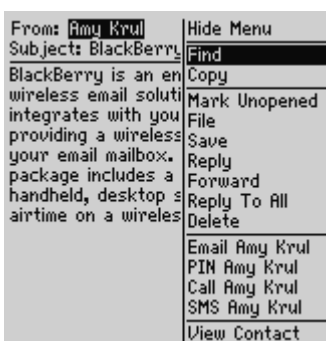 From: Amy Krul
Subject: BlackBerry
BlackBerry is an en
wireless email soluti
integrates with you
providing a wireless
your email mailbox.
package includes a
handheld, desktop s
airtime on a wireles
Hide Menu
Find
Copy
Mark Unopened
File
Save
Reply
Forward
Reply To All
Delete
Email Amy Krul
PIN Amy Krul
Call Amy Krul
SMS Amy Krul
View Contact